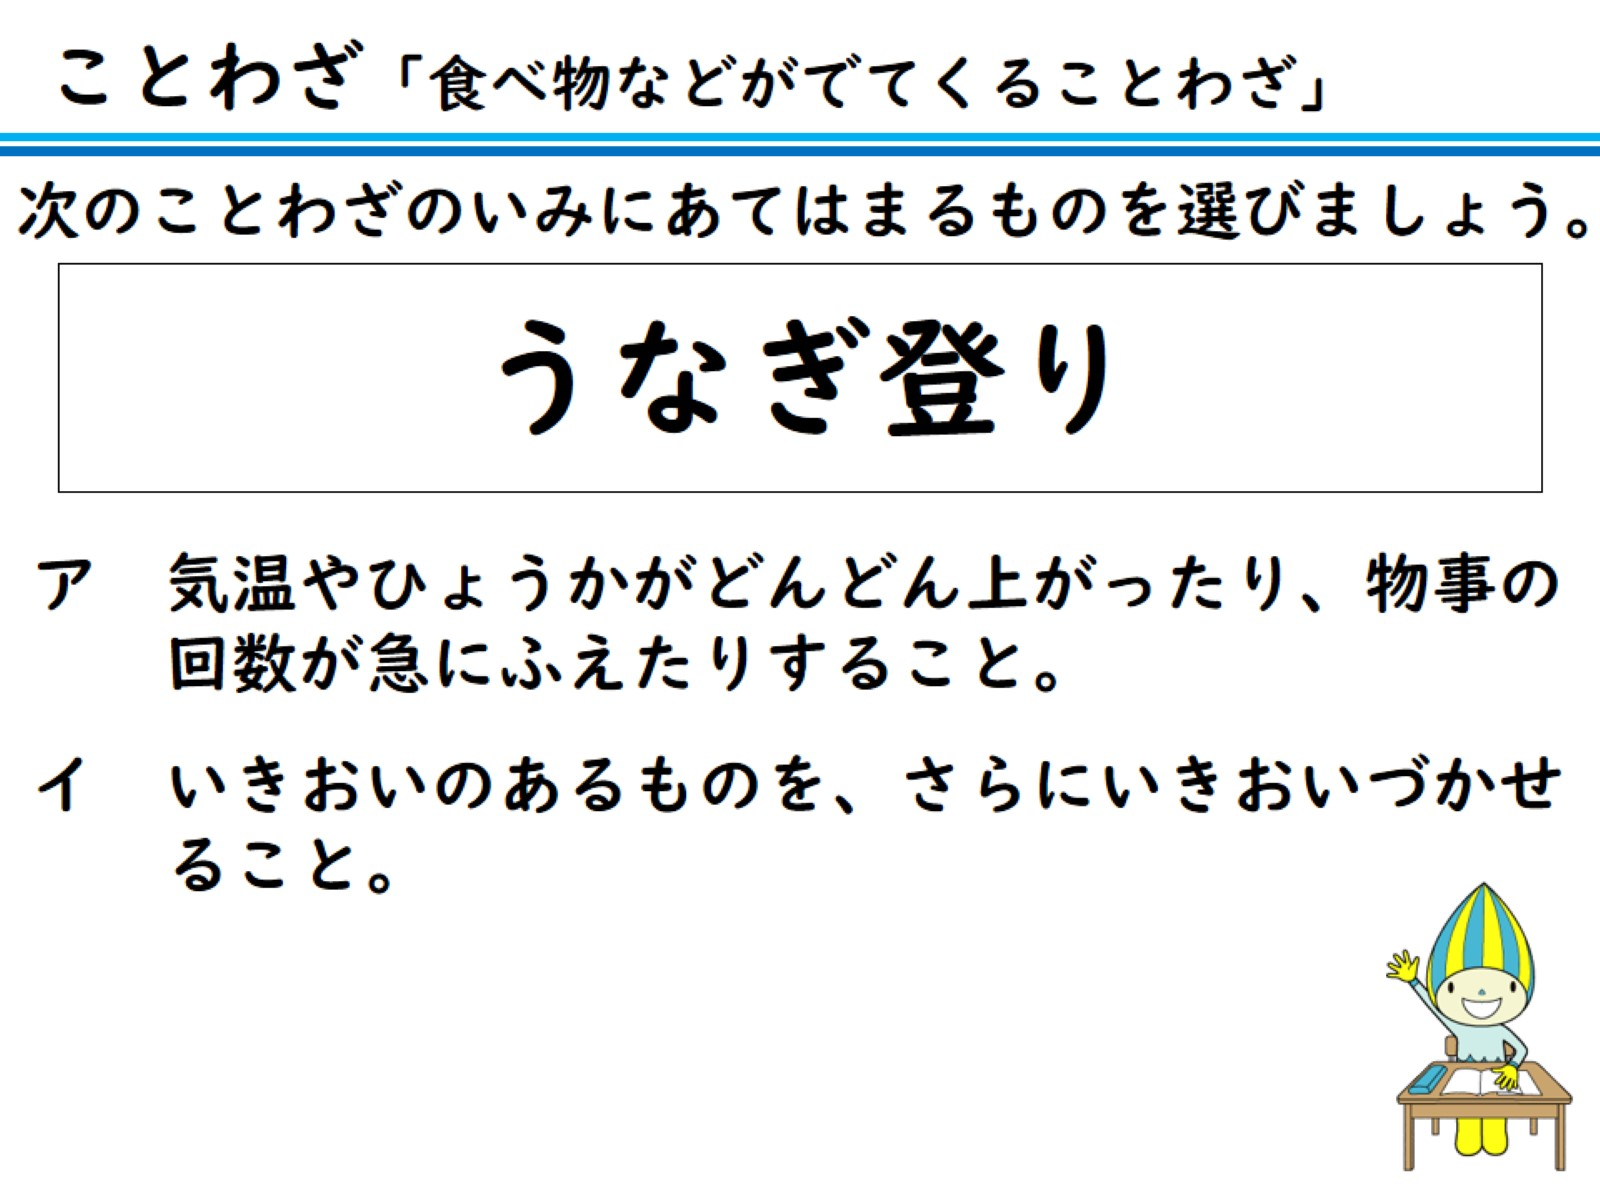 ことわざ「食べ物などがでてくることわざ」
次のことわざのいみにあてはまるものを選びましょう。
うなぎ登り
ア 気温やひょうかがどんどん上がったり、物事の
回数が急にふえたりすること。
イ いきおいのあるものを、さらにいきおいづかせ
ること。